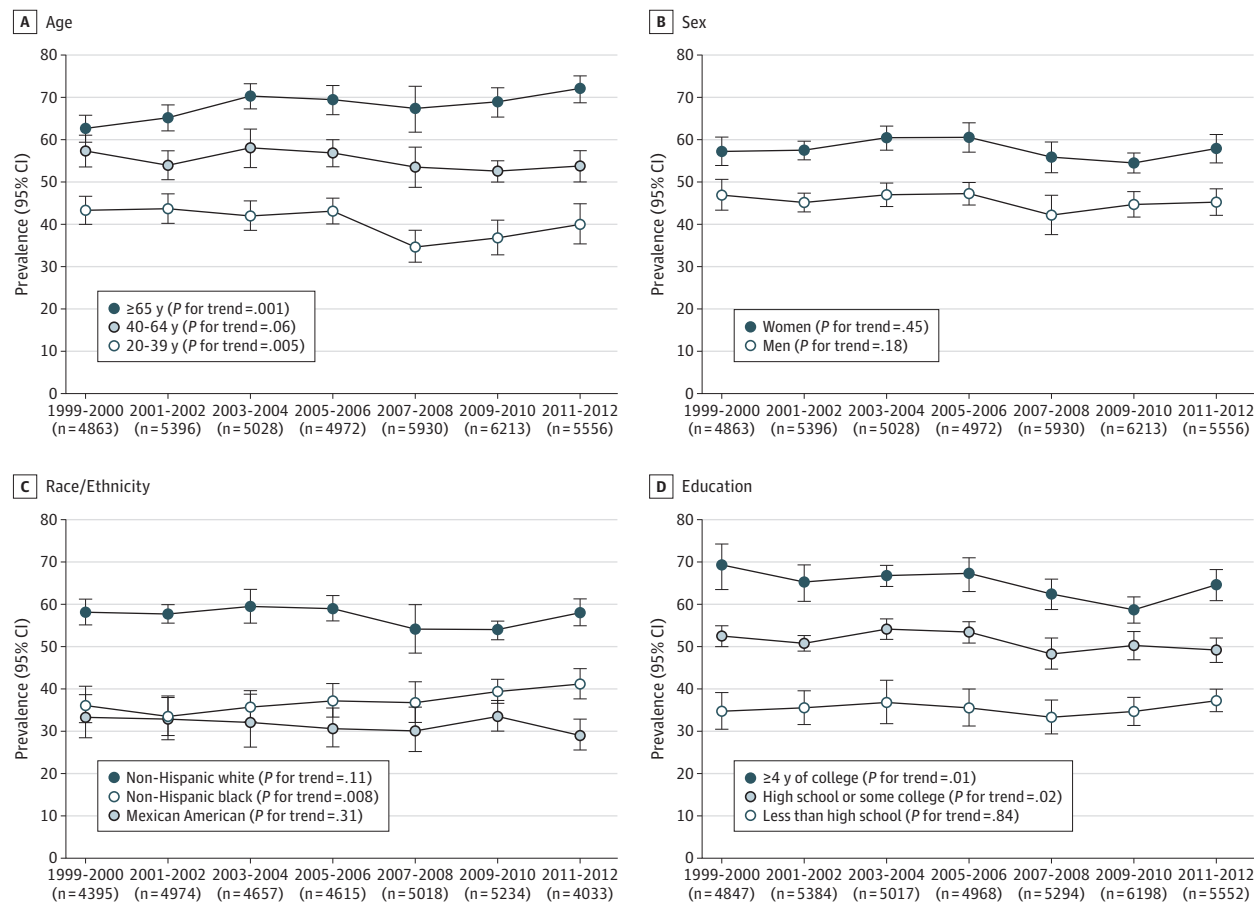 A Age
80
70
60
50
40
30
20
10
0
Prevalence (95% CI)
≥65 y (P for trend=.001)
40-64 y (P for trend=.06)
20-39 y (P for trend=.005)
1999-2000 2001-2002 2003-2004 2005-2006 2007-2008 2009-2010 2011-2012
(n=4863) (n=5396) (n=5028) (n=4972) (n=5930) (n=6213) (n=5556)
B Sex
80
70
60
50
40
30
20
10
0
Prevalence (95% CI)
Women (P for trend=.45)
Men (P for trend=.18)
1999-2000 2001-2002 2003-2004 2005-2006 2007-2008 2009-2010 2011-2012
(n=4863) (n=5396) (n=5028) (n=4972) (n=5930) (n=6213) (n=5556)
C Race/Ethnicity
80
70
60
50
40
30
20
10
0
Prevalence (95% CI)
Non-Hispanic white (P for trend=.11)
Non-Hispanic black (P for trend=.008)
Mexican American (P for trend=.31)
1999-2000 2001-2002 2003-2004 2005-2006 2007-2008 2009-2010 2011-2012
(n=4395) (n=4974) (n=4657) (n=4615) (n=5018) (n=5234) (n=4033)
D Education
80
70
60
50
40
30
20
10
0
Prevalence (95% CI)
≥4 y of college (P for trend=.01)
High school or some college (P for trend=.02)
Less than high school (P for trend=.84)
1999-2000 2001-2002 2003-2004 2005-2006 2007-2008 2009-2010 2011-2012
(n=4847) (n=5384) (n=5017) (n=4968) (n=5294) (n=6198) (n=5552)